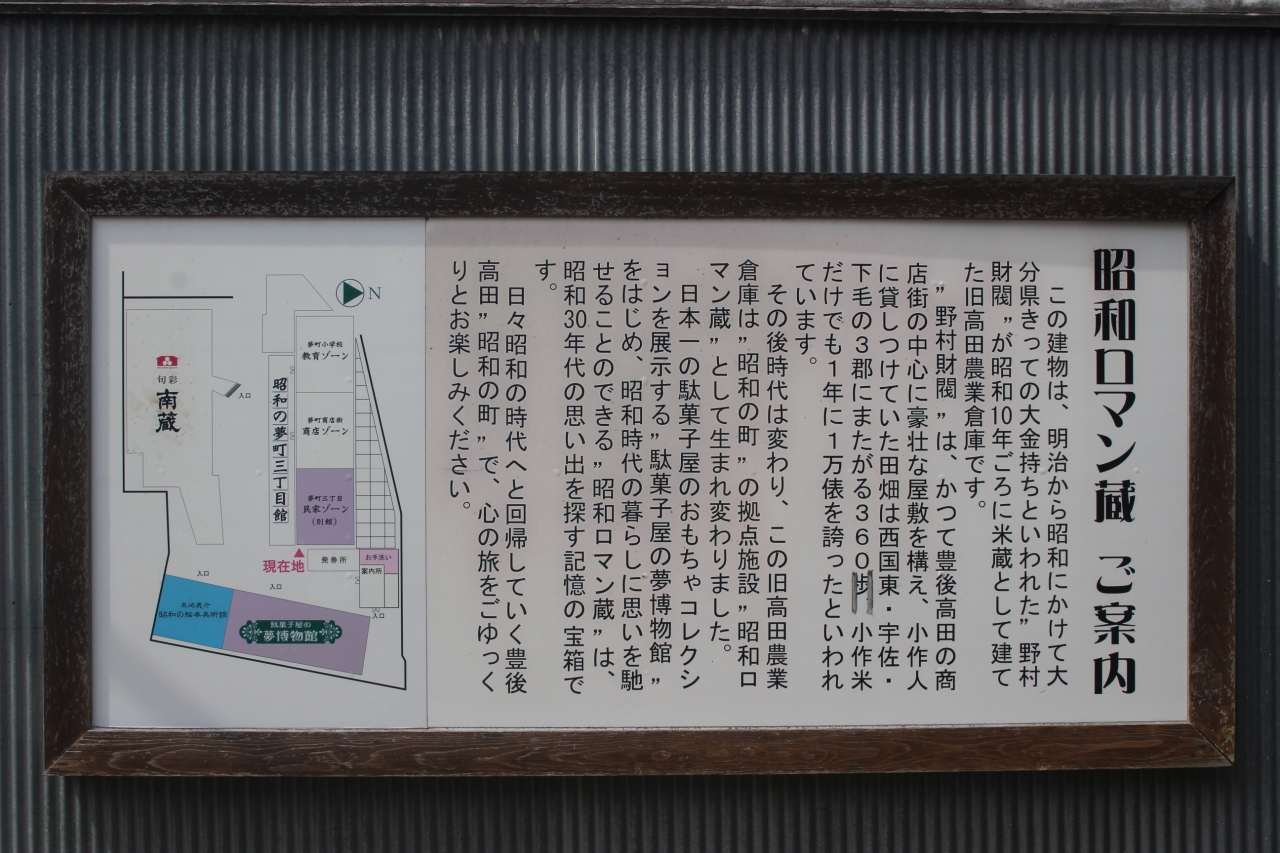 昭和ロマン蔵 ご案内
この建物は、明治から昭和にかけて大
分県きっての大金持ちといわれた”野村
財閥”が昭和10年ごろに米蔵として建て
た旧高田農業倉庫です。
”野村財閥”は、かつて豊後高田の商
店街の中心に豪壮な屋敷を構え、小作人
に貸しつけていた田畑は西国東・宇佐・
下毛の3郡にまたがる360歩、小作米
だけでも1年に1万俵を誇ったといわれ
ています。
その後時代は変わり、この旧高田農業
倉庫は”昭和の町”の拠点施設”昭和ロ
マン蔵”として生まれ変わりました。
日本一の駄菓子屋のおもちゃコレクシ
ョンを展示する”駄菓子屋の夢博物館”
をはじめ、昭和時代の暮らしに思いを馳
せることのできる”昭和ロマン蔵”は、
昭和30年代の思い出を探す記憶の宝箱で
す。
日々昭和の時代へと回帰していく豊後
高田”昭和の町”で、心の旅をごゆっく
りとお楽しみください。
N
夢町小学校
教育ゾーン
夢町商店街
商店ゾーン
夢町三丁目
民家ゾーン
(別館)
昭和の夢町三丁目館
旬彩
南蔵
入口
現在地
発券所
お手洗い
案内所
入口
入口
入口
昭和の絵本美術館
駄菓子屋の
夢博物館